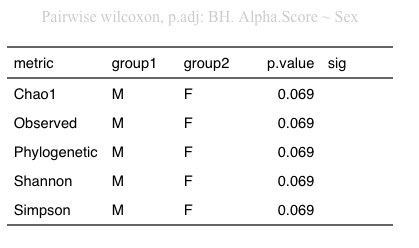 Pairwise wilcoxon, p.adj: BH. Alpha.Score ~ Sex
metric group1 group2 p.value sig
Chao1 M F 0.069
Observed M F 0.069
Phylogenetic M F 0.069
Shannon M F 0.069
Simpson M F 0.069